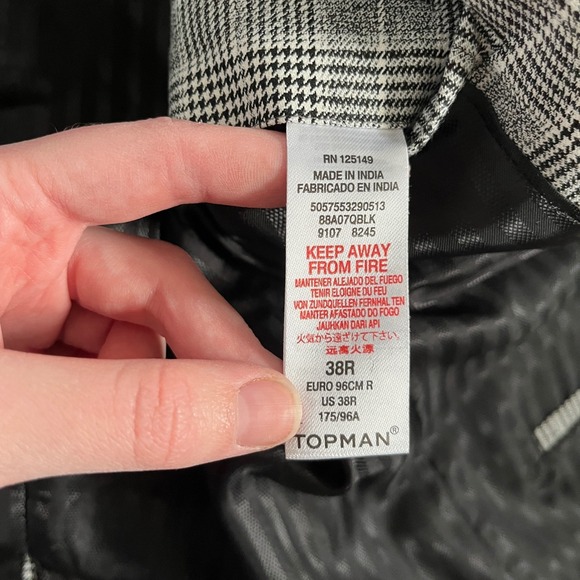 RN 125149
MADE IN INDIA
FABRICADO EN INDIA
5057553290513
88A07QBLK
9107 8245
KEEP AWAY
FROM FIRE
MANTENER ALEJADO DEL FUEGO
TENIR ELOIGNE DU FEU
VON ZUNDQUELLEN FERNHAL TEN
MANTER AFASTADO DO FOGO
JAUHKAN DARI API
火気から遠ざけて下さい。
远离火源
38R
EURO 96CM R
US 38R
175/96A
TOPMAN®